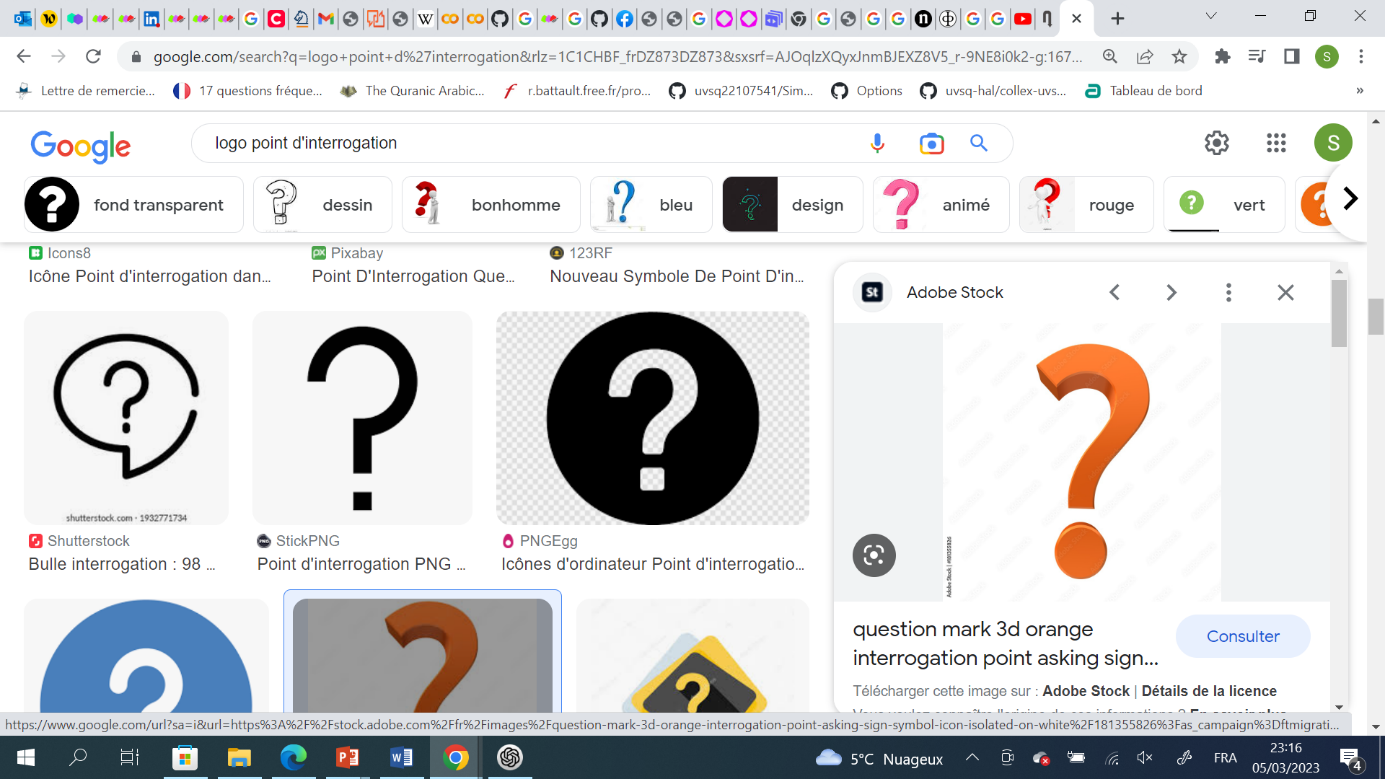 google.com/search?q=logo+point+d%27interrogation&rlz=1C1CHBF_frDZ873DZ873&sxsrf=AJOqlzXQyxJnmBJEXZ8V5_r-9NE8i0k2-g:167...
S
Lettre de remercie...
17 questions fréque...
The Quranic Arabic...
r.battault.free.fr/pro...
uvsq22107541/Sim...
Options
uvsq-hal/collex-uvs...
Tableau de bord
»
Google
logo point d'interrogation
S
fond transparent
dessin
bonhomme
bleu
design
animé
rouge
vert
Icons8
Pixabay
123RF
Icône Point d'interrogation dan...
Point D'Interrogation Que...
Nouveau Symbole De Point D'in...
St
Adobe Stock
?
?
?
?
shutterstock.com · 1932771734
Shutterstock
StickPNG
PNGEgg
Bulle interrogation : 98 ...
Point d'interrogation PNG ...
Icônes d'ordinateur Point d'interrogatio...
Adobe Stock | #181355826
question mark 3d orange
interrogation point asking sign...
Consulter
Télécharger cette image sur : Adobe Stock | Détails de la licence
https://www.google.com/url?sa=i&url=https%3A%2F%2Fstock.adobe.com%2Ffr%2Fimages%2Fquestion-mark-3d-orange-interrogation-point-asking-sign-symbol-icon-isolated-on-white%2F181355826%3Fas_campaign%3Dftmigrati...
5°C Nuageux
FRA
23:16
05/03/2023
4